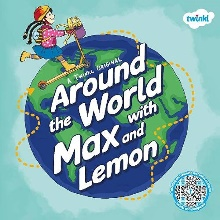 twinkl
A TWINKL ORIGINAL
Around
the World
with
Max and
Lemon